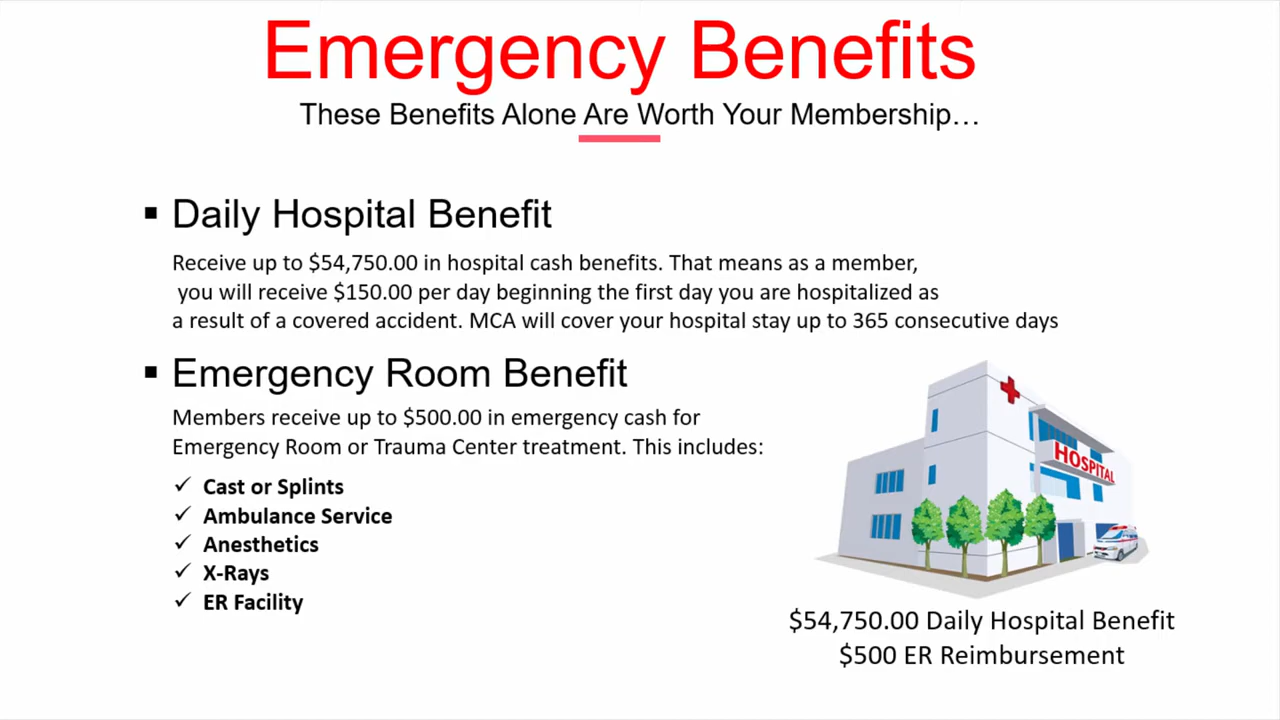 Emergency Benefits
These Benefits Alone Are Worth Your Membership…
▪ Daily Hospital Benefit
Receive up to $54,750.00 in hospital cash benefits. That means as a member,
you will receive $150.00 per day beginning the first day you are hospitalized as
a result of a covered accident. MCA will cover your hospital stay up to 365 consecutive days
▪ Emergency Room Benefit
Members receive up to $500.00 in emergency cash for
Emergency Room or Trauma Center treatment. This includes:
✓ Cast or Splints
✓ Ambulance Service
✓ Anesthetics
✓ X-Rays
✓ ER Facility
HOSPITAL
$54,750.00 Daily Hospital Benefit
$500 ER Reimbursement